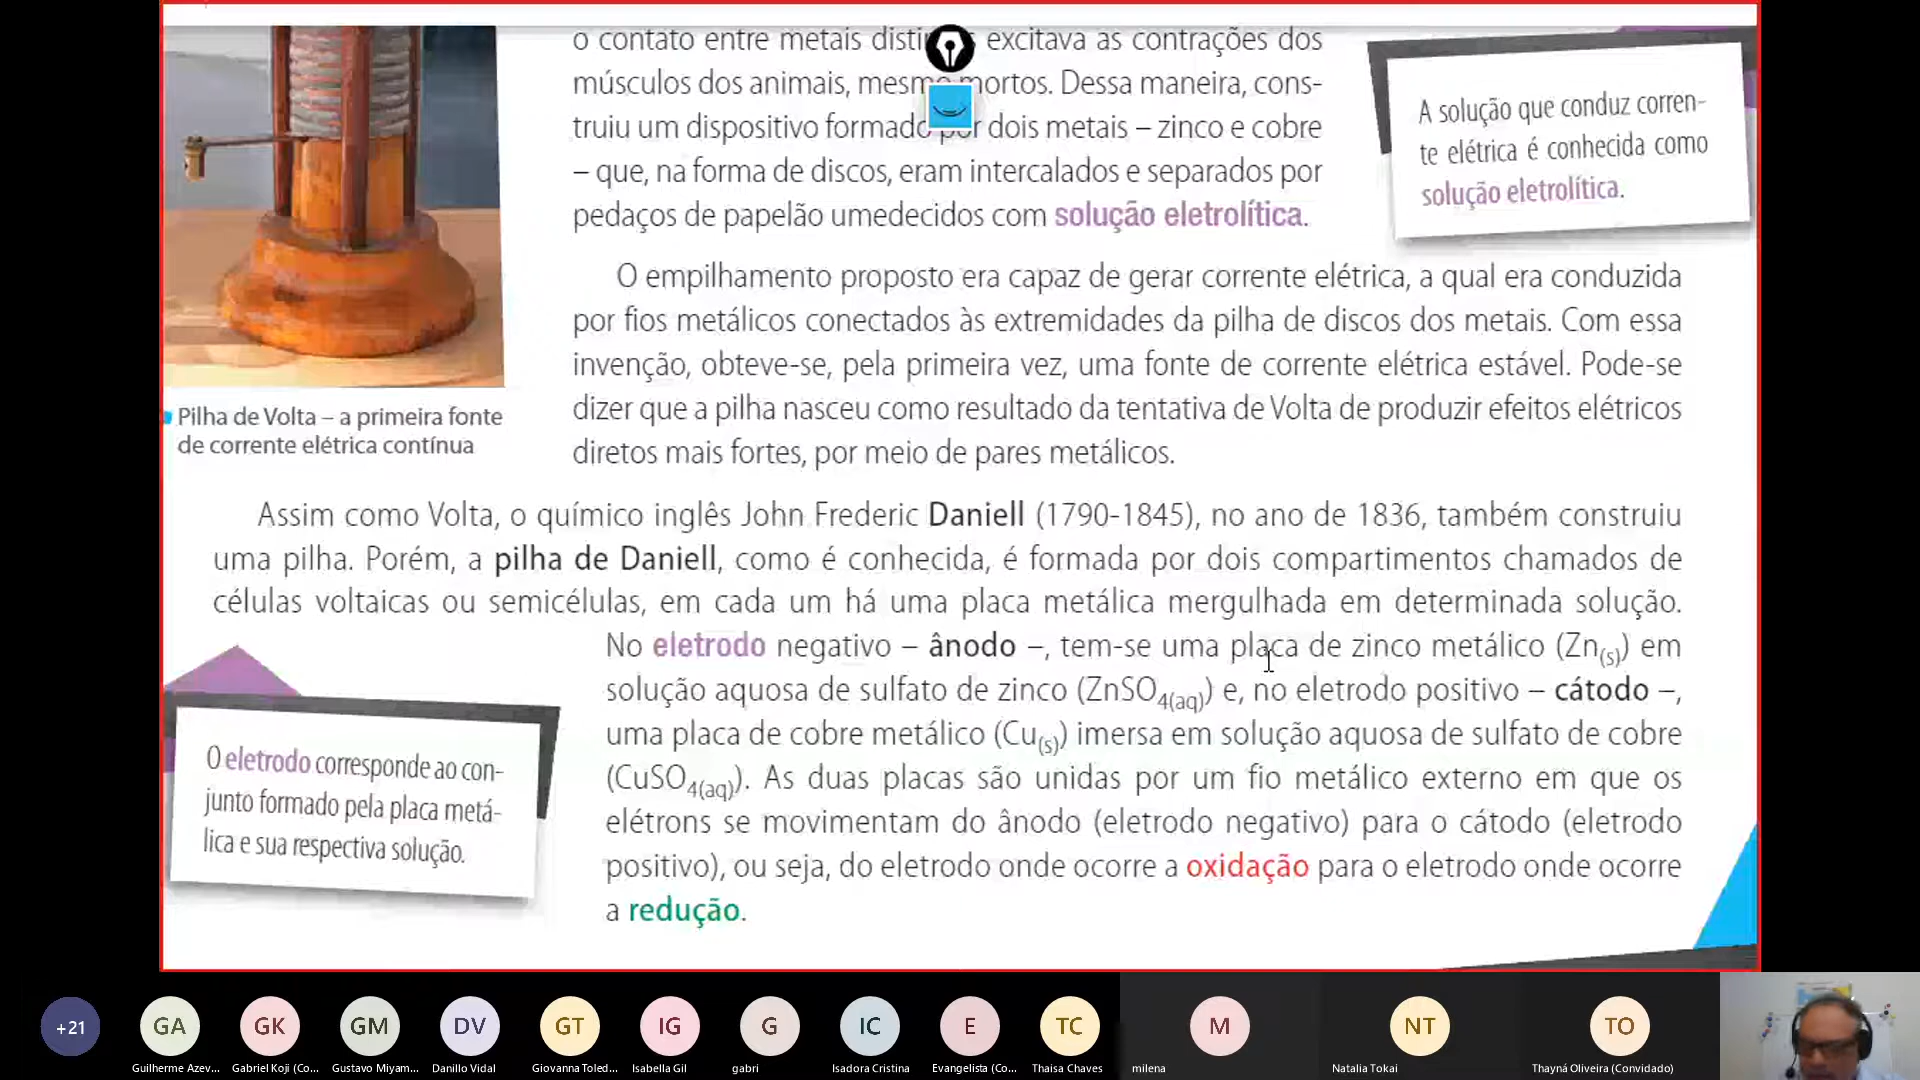 o contato entre metais distin excitava as contrações dos
músculos dos animais, mesmo mortos. Dessa maneira, cons-
truiu um dispositivo formado por dois metais – zinco e cobre
– que, na forma de discos, eram intercalados e separados por
pedaços de papelão umedecidos com solução eletrolítica.
A solução que conduz corren-
te elétrica é conhecida como
solução eletrolítica.
O empilhamento proposto era capaz de gerar corrente elétrica, a qual era conduzida
por fios metálicos conectados às extremidades da pilha de discos dos metais. Com essa
invenção, obteve-se, pela primeira vez, uma fonte de corrente elétrica estável. Pode-se
dizer que a pilha nasceu como resultado da tentativa de Volta de produzir efeitos elétricos
diretos mais fortes, por meio de pares metálicos.
Pilha de Volta – a primeira fonte
de corrente elétrica contínua
Assim como Volta, o químico inglês John Frederic Daniell (1790-1845), no ano de 1836, também construiu
uma pilha. Porém, a pilha de Daniell, como é conhecida, é formada por dois compartimentos chamados de
células voltaicas ou semicélulas, em cada um há uma placa metálica mergulhada em determinada solução.
No eletrodo negativo – ânodo –, tem-se uma placa de zinco metálico (Zn(s)) em
solução aquosa de sulfato de zinco (ZnSO4(aq)) e, no eletrodo positivo – cátodo –,
uma placa de cobre metálico (Cu(s)) imersa em solução aquosa de sulfato de cobre
(CuSO4(aq)). As duas placas são unidas por um fio metálico externo em que os
elétrons se movimentam do ânodo (eletrodo negativo) para o cátodo (eletrodo
positivo), ou seja, do eletrodo onde ocorre a oxidação para o eletrodo onde ocorre
a redução.
O eletrodo corresponde ao con-
junto formado pela placa metá-
lica e sua respectiva solução.
+21
GA
GK
GM
DV
GT
IG
G
IC
E
TC
M
NT
TO
Guilherme Azev...
Gabriel Koji (Co...
Gustavo Miyam...
Danillo Vidal
Giovanna Toled...
Isabella Gil
gabri
Isadora Cristina
Evangelista (Co...
Thaisa Chaves
milena
Natalia Tokai
Thayná Oliveira (Convidado)